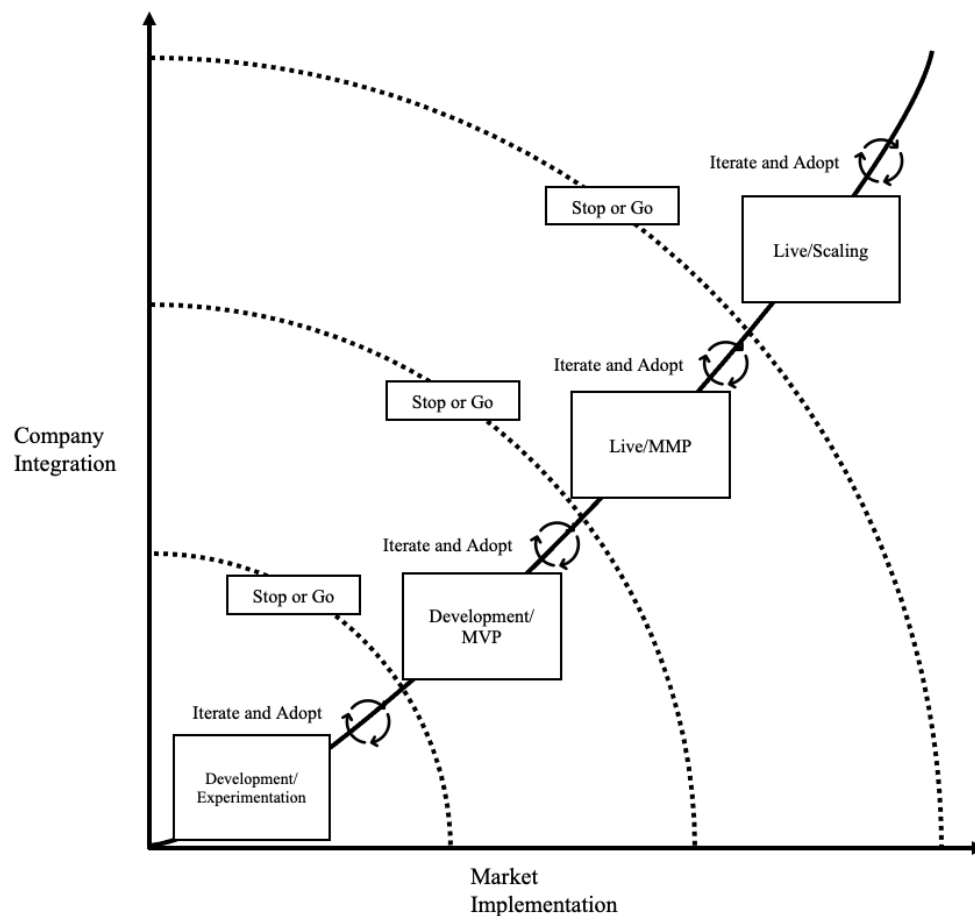 Iterate and Adopt
Stop or Go
Live/Scaling
Iterate and Adopt
Stop or Go
Live/MMP
Company
Integration
Iterate and Adopt
Stop or Go
Development/
MVP
Iterate and Adopt
Development/
Experimentation
Market
Implementation